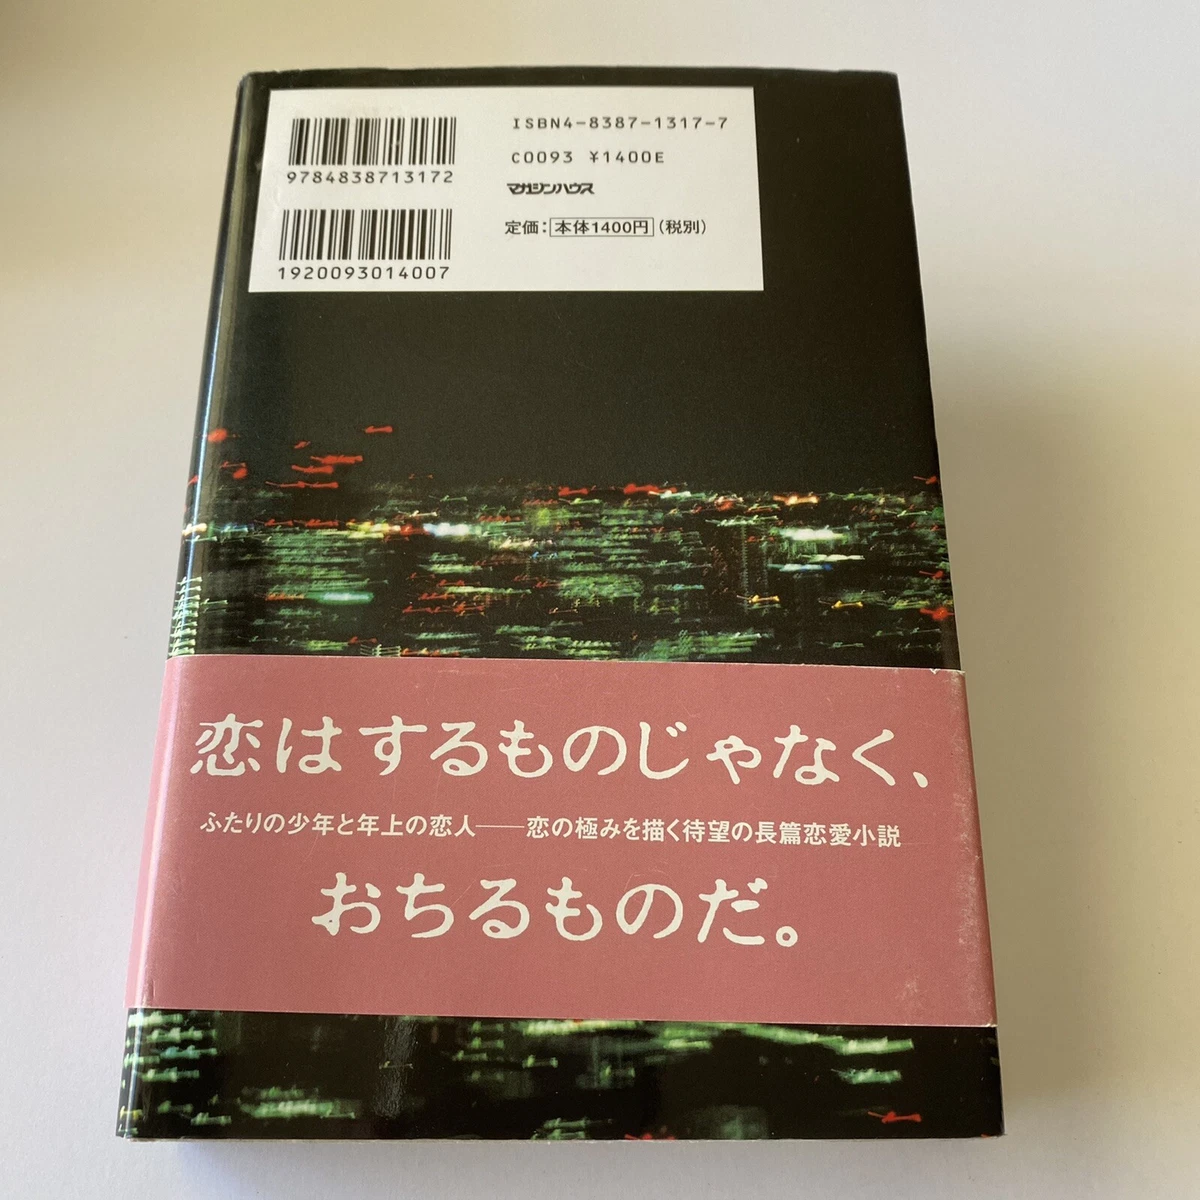 9784838713172
1920093014007
ISBN4-8387-1317-7
C0093 ¥1400E
マガジンハウス
定価：本体1400円（税別）
恋はするものじゃなく、
ふたりの少年と年上の恋人──恋の極みを描く待望の長篇恋愛小説
おちるものだ。